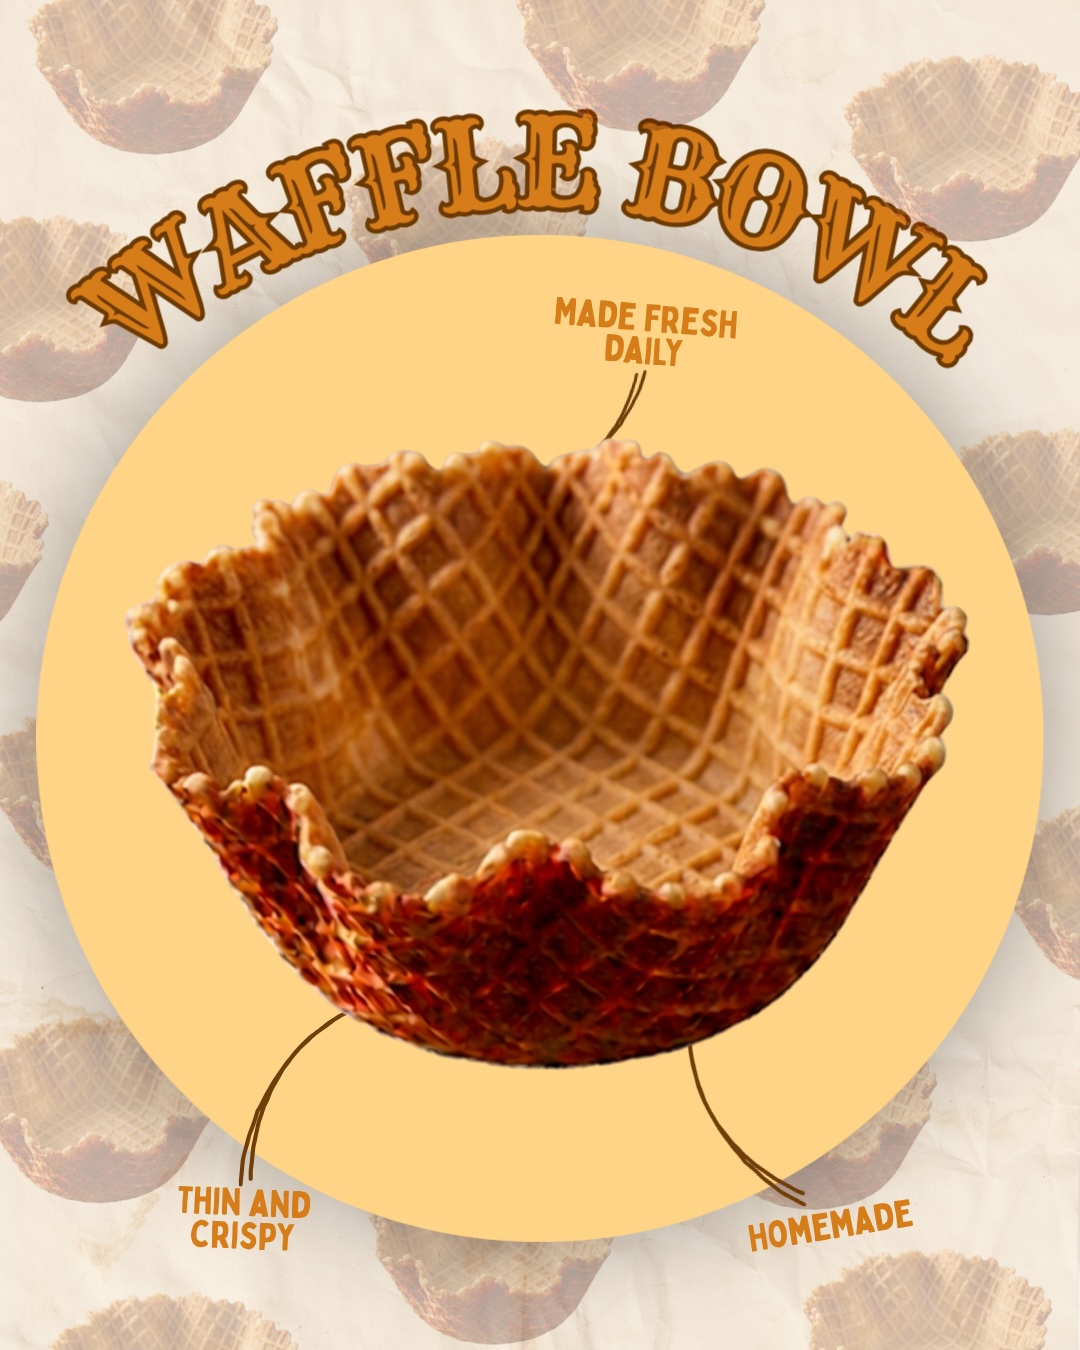 WAFFLE BOWL
MADE FRESH
DAILY
THIN AND
CRISPY
HOMEMADE